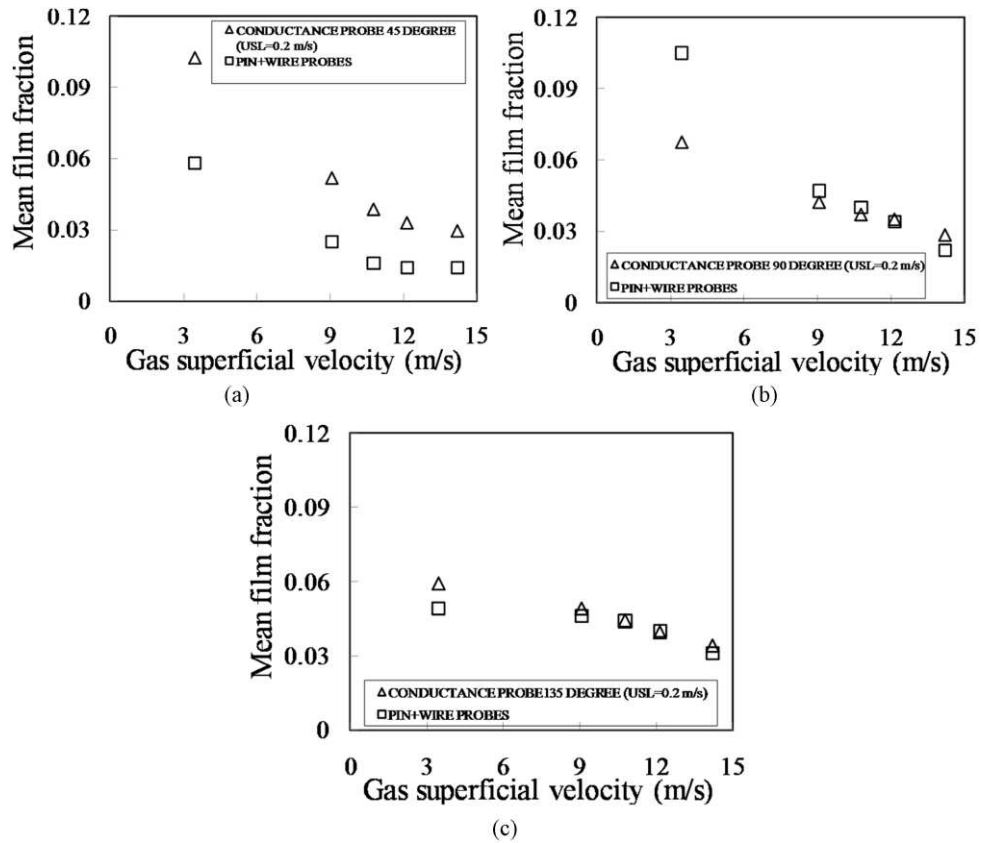 0.12
0.09
0.06
0.03
0
Mean film fraction
CONDUCTANCE PROBE 45 DEGREE
(USL=0.2 m/s)
PIN+WIRE PROBES
0 3 6 9 12 15
Gas superficial velocity (m/s)
(a)
0.12
0.09
0.06
0.03
0
Mean film fraction
CONDUCTANCE PROBE 90 DEGREE (USL=0.2 m/s)
PIN+WIRE PROBES
0 3 6 9 12 15
Gas superficial velocity (m/s)
(b)
0.12
0.09
0.06
0.03
0
Mean film fraction
CONDUCTANCE PROBE135 DEGREE (USL=0.2 m/s)
PIN+WIRE PROBES
0 3 6 9 12 15
Gas superficial velocity (m/s)
(c)